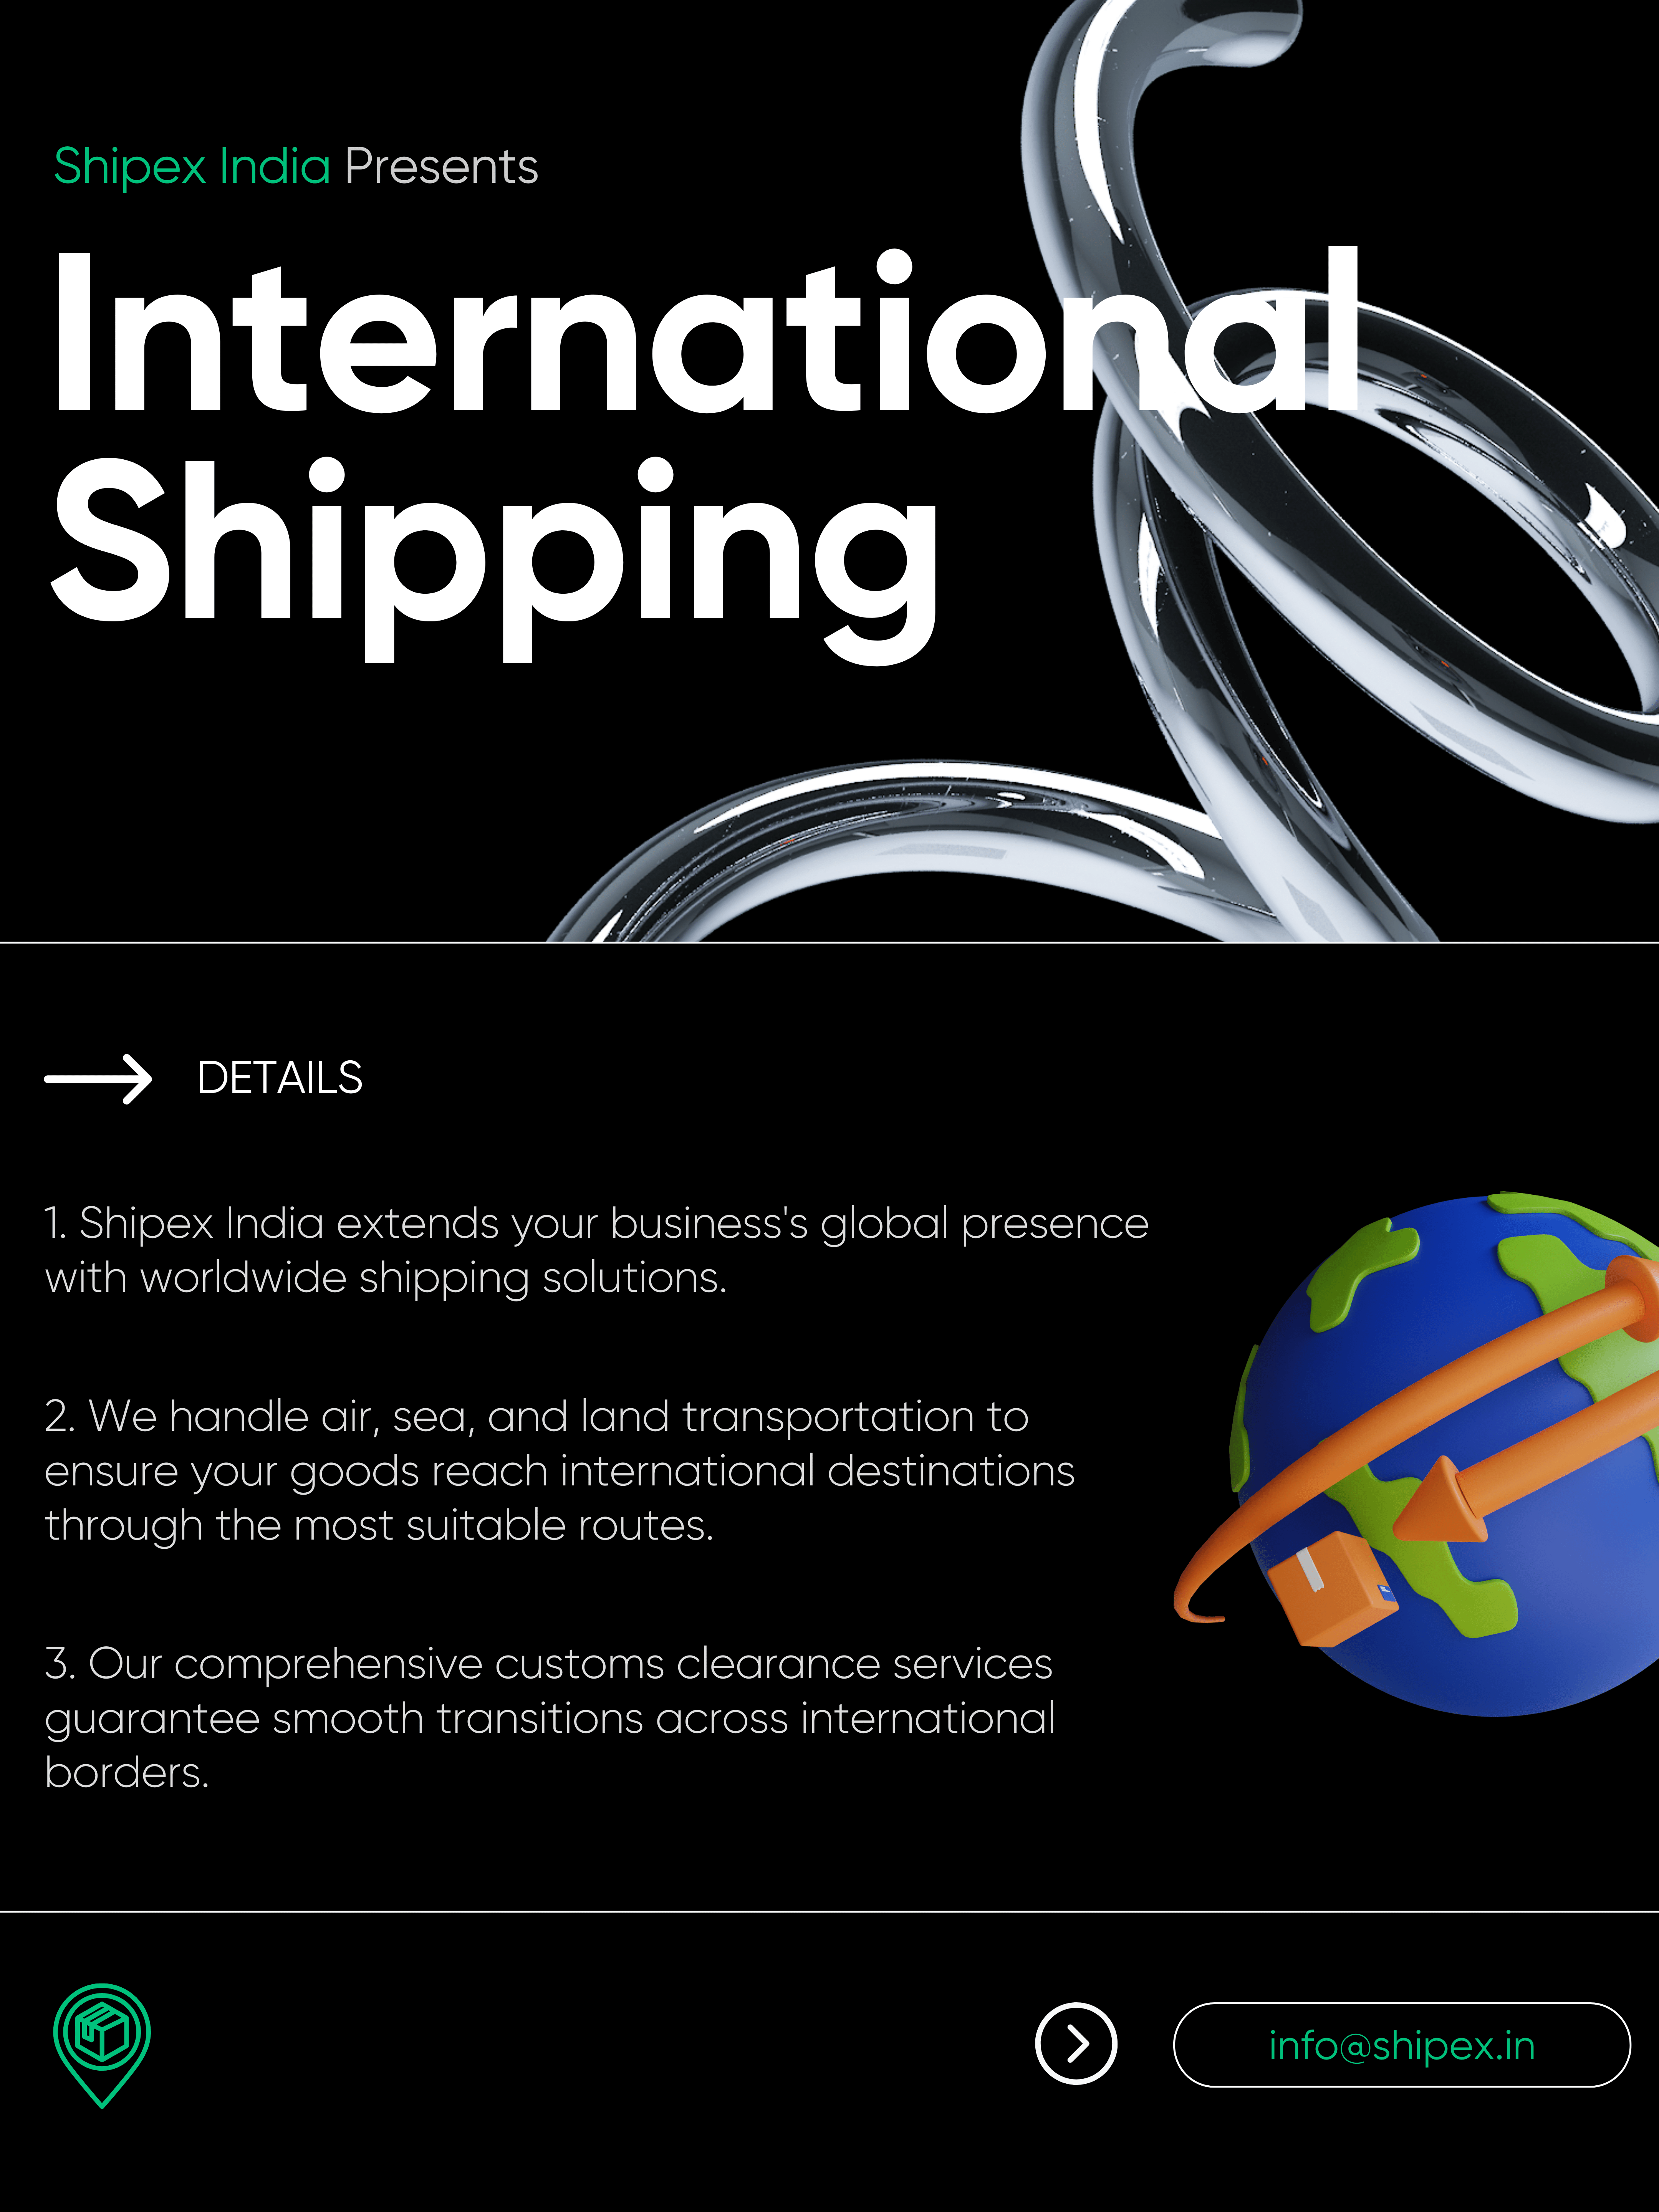 Shipex India Presents
International
Shipping
DETAILS
1. Shipex India extends your business's global presence
with worldwide shipping solutions.
2. We handle air, sea, and land transportation to
ensure your goods reach international destinations
through the most suitable routes.
3. Our comprehensive customs clearance services
guarantee smooth transitions across international
borders.
info@shipex.in